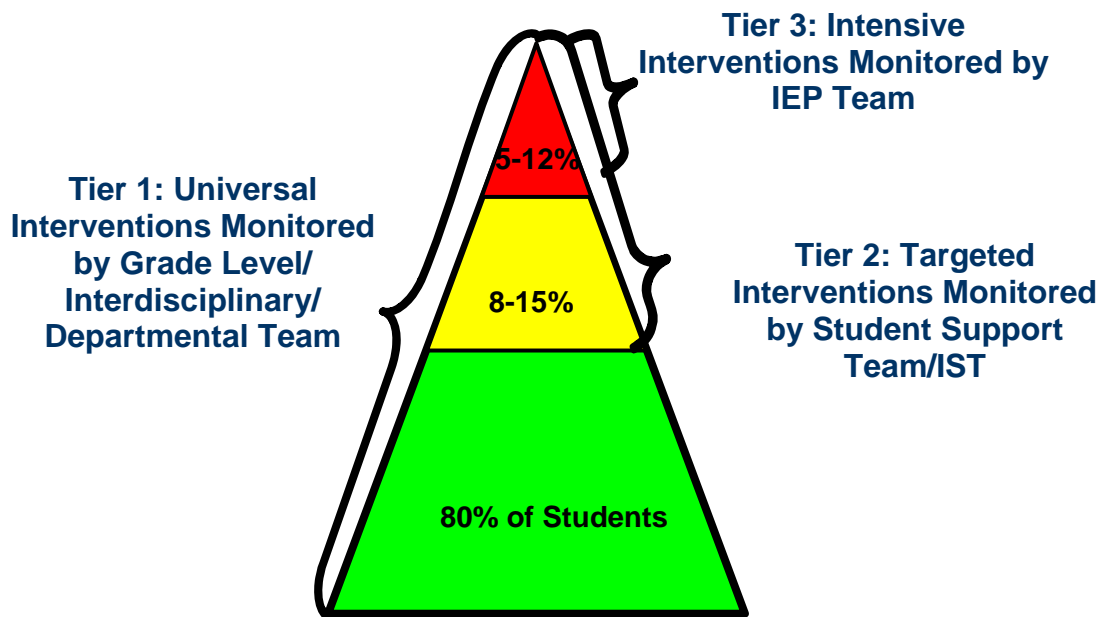 Tier 3: Intensive
Interventions Monitored by
IEP Team
5-12%
Tier 1: Universal
Interventions Monitored
by Grade Level/
Interdisciplinary/
Departmental Team
8-15%
Tier 2: Targeted
Interventions Monitored
by Student Support
Team/IST
80% of Students